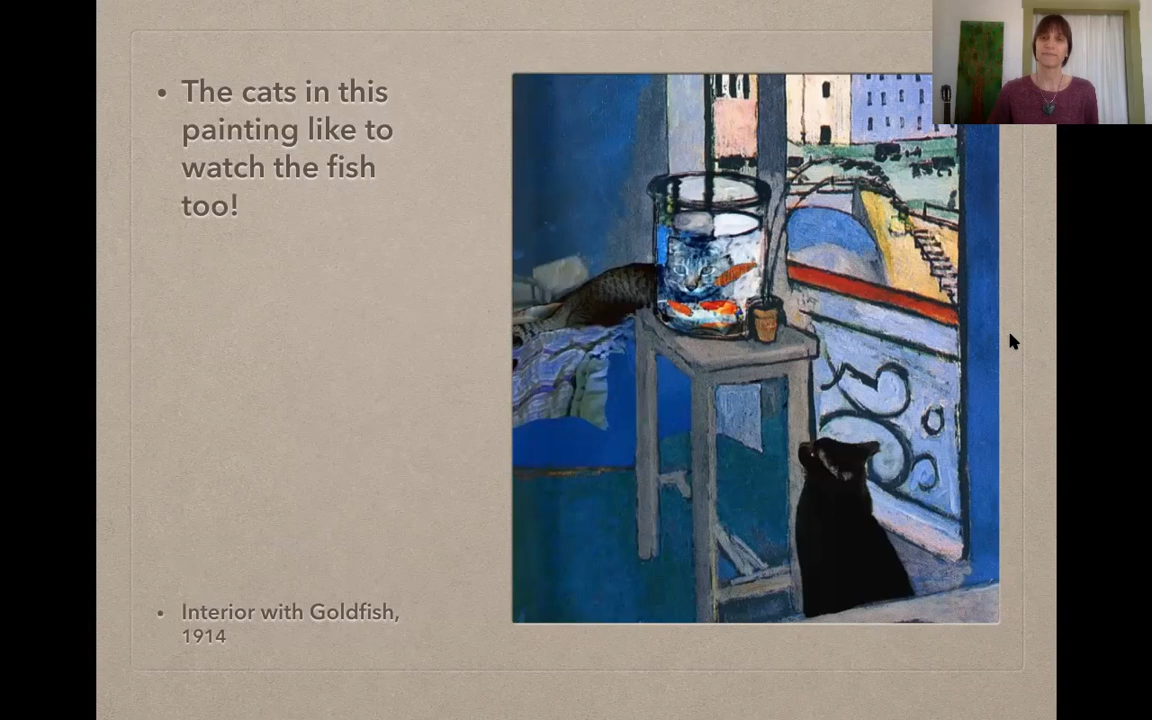 The cats in this
painting like to
watch the fish
too!
Interior with Goldfish,
1914